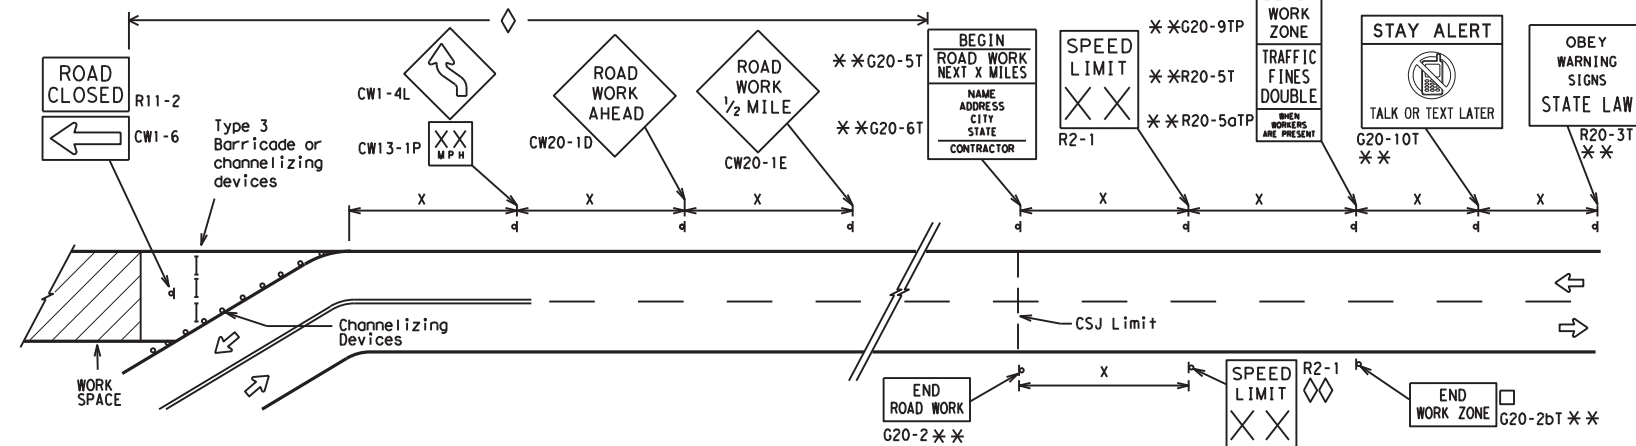 ROAD
CLOSED
R11-2
CW1-6
Type 3
Barricade or
channelizing
devices
CW1-4L
XX
MPH
CW13-1P
ROAD
WORK
AHEAD
CW20-1D
ROAD
WORK
1/2 MILE
CW20-1E
**G20-5T
BEGIN
ROAD WORK
NEXT X MILES
**G20-6T
NAME
ADDRESS
CITY
STATE
CONTRACTOR
SPEED
LIMIT
XX
R2-1
**G20-9TP
WORK
ZONE
**R20-5T
TRAFFIC
FINES
DOUBLE
**R20-5aTP
WHEN
WORKERS
ARE PRESENT
STAY ALERT
TALK OR TEXT LATER
G20-10T
**
OBEY
WARNING
SIGNS
STATE LAW
R20-3T
**
X
X
X
X
X
X
X
Channelizing
Devices
WORK
SPACE
CSJ Limit
X
END
ROAD WORK
G20-2**
SPEED
LIMIT
XX
R2-1
END
WORK ZONE
G20-2bT **